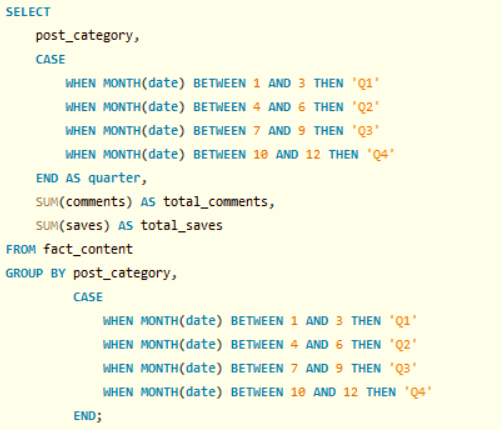 SELECT
    post_category,
    CASE
        WHEN MONTH(date) BETWEEN 1 AND 3 THEN 'Q1'
        WHEN MONTH(date) BETWEEN 4 AND 6 THEN 'Q2'
        WHEN MONTH(date) BETWEEN 7 AND 9 THEN 'Q3'
        WHEN MONTH(date) BETWEEN 10 AND 12 THEN 'Q4'
    END AS quarter,
    SUM(comments) AS total_comments,
    SUM(saves) AS total_saves
FROM fact_content
GROUP BY post_category,
         CASE
             WHEN MONTH(date) BETWEEN 1 AND 3 THEN 'Q1'
             WHEN MONTH(date) BETWEEN 4 AND 6 THEN 'Q2'
             WHEN MONTH(date) BETWEEN 7 AND 9 THEN 'Q3'
             WHEN MONTH(date) BETWEEN 10 AND 12 THEN 'Q4'
         END;